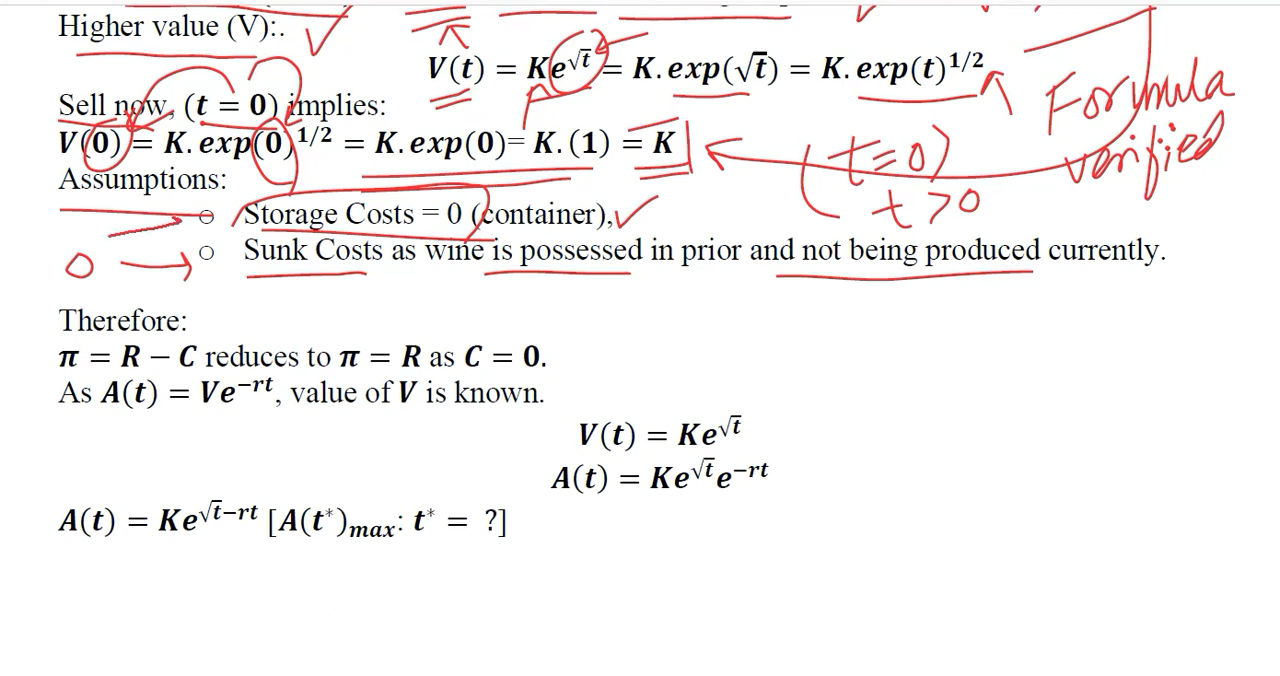 Higher value (V):.
V(t) = Ke^√t = K.exp(√t) = K.exp(t)^1/2
Formula
verified
Sell now, (t = 0) implies:
V(0) = K.exp(0)^1/2 = K.exp(0)= K.(1) = K
(t=0)
t>0
Assumptions:
○ Storage Costs = 0 (container),
0 → ○ Sunk Costs as wine is possessed in prior and not being produced currently.
Therefore:
π = R − C reduces to π = R as C = 0.
As A(t) = Ve^−rt, value of V is known.
V(t) = Ke^√t
A(t) = Ke^√t e^−rt
A(t) = Ke^√t−rt [A(t*)max: t* = ?]